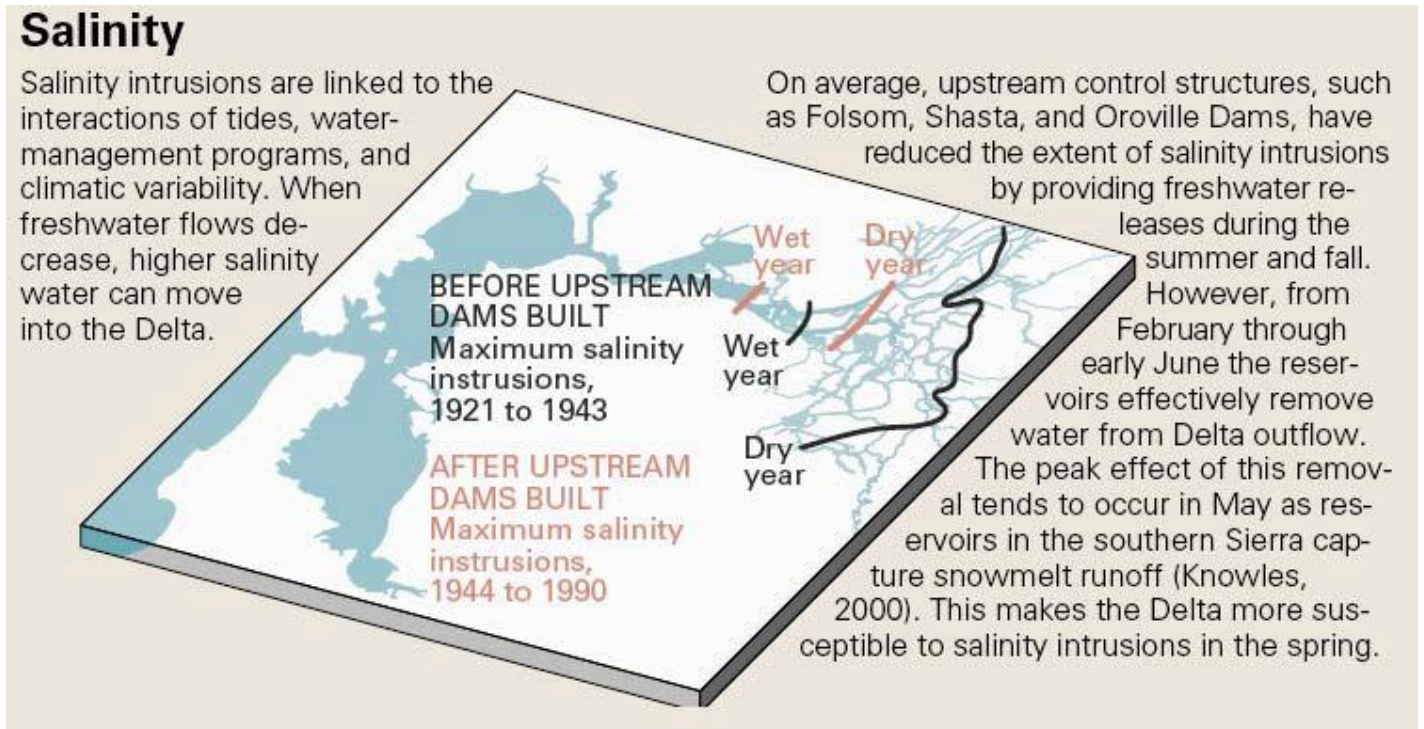 Salinity
Salinity intrusions are linked to the
interactions of tides, water-
management programs, and
climatic variability. When
freshwater flows de-
crease, higher salinity
water can move
into the Delta.
On average, upstream control structures, such
as Folsom, Shasta, and Oroville Dams, have
reduced the extent of salinity intrusions
by providing freshwater re-
leases during the
summer and fall.
However, from
February through
early June the reser-
voirs effectively remove
water from Delta outflow.
The peak effect of this remov-
al tends to occur in May as res-
ervoirs in the southern Sierra cap-
ture snowmelt runoff (Knowles,
2000). This makes the Delta more sus-
ceptible to salinity intrusions in the spring.
Wet
year
Dry
year
BEFORE UPSTREAM
DAMS BUILT
Maximum salinity
instrusions,
1921 to 1943
Wet
year
Dry
year
AFTER UPSTREAM
DAMS BUILT
Maximum salinity
instrusions,
1944 to 1990